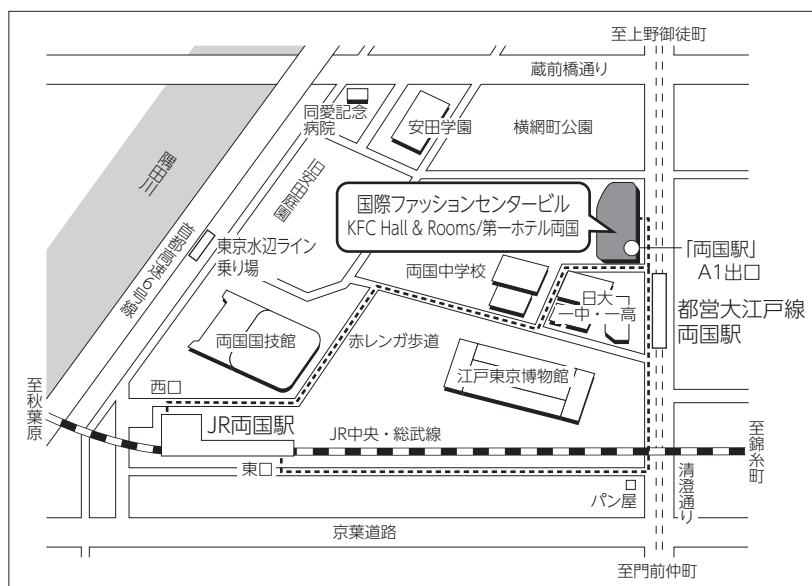 至上野御徒町
蔵前橋通り
同愛記念
病院
安田学園
横網町公園
隅田川
旧安田庭園
国際ファッションセンタービル
KFC Hall & Rooms/第一ホテル両国
首都高速6号線
東京水辺ライン
乗り場
「両国駅」
A1出口
両国中学校
日大
一中・一高
都営大江戸線
両国駅
両国国技館
赤レンガ歩道
江戸東京博物館
至秋葉原
西口
JR両国駅
JR中央・総武線
至錦糸町
東口
清澄通り
パン屋
京葉道路
至門前仲町